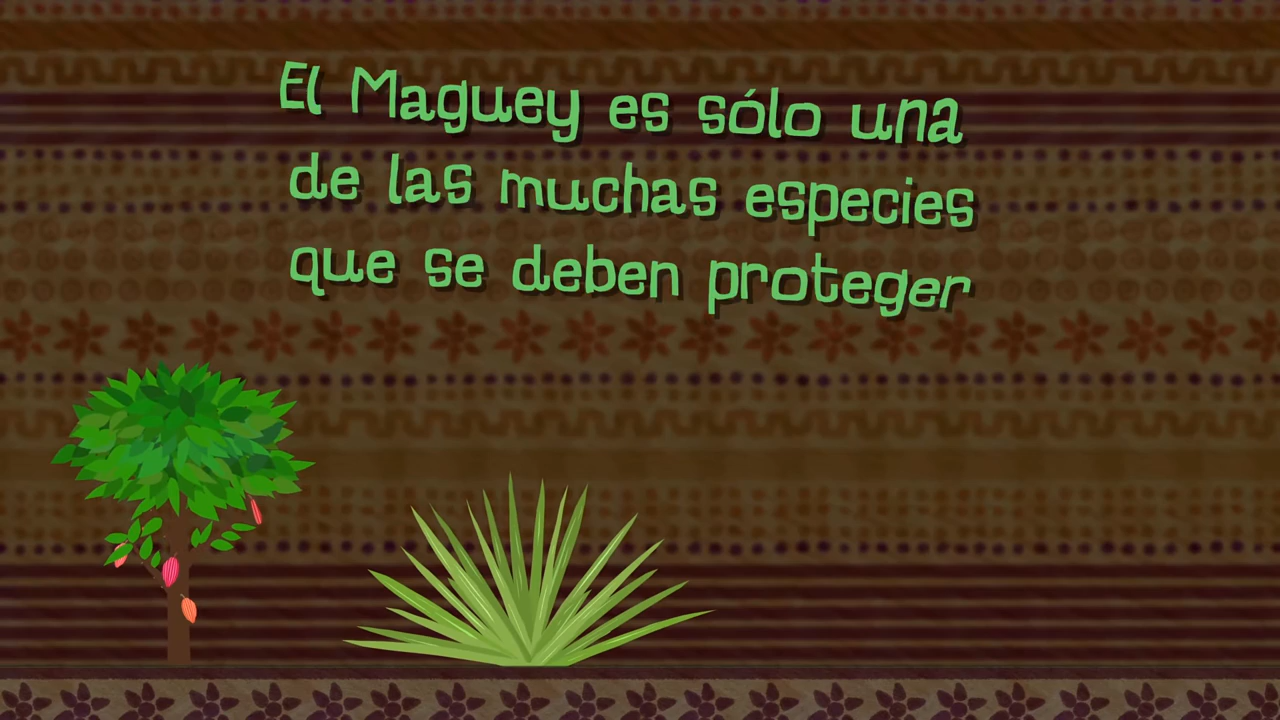 El Maguey es sólo una
de las muchas especies
que se deben proteger